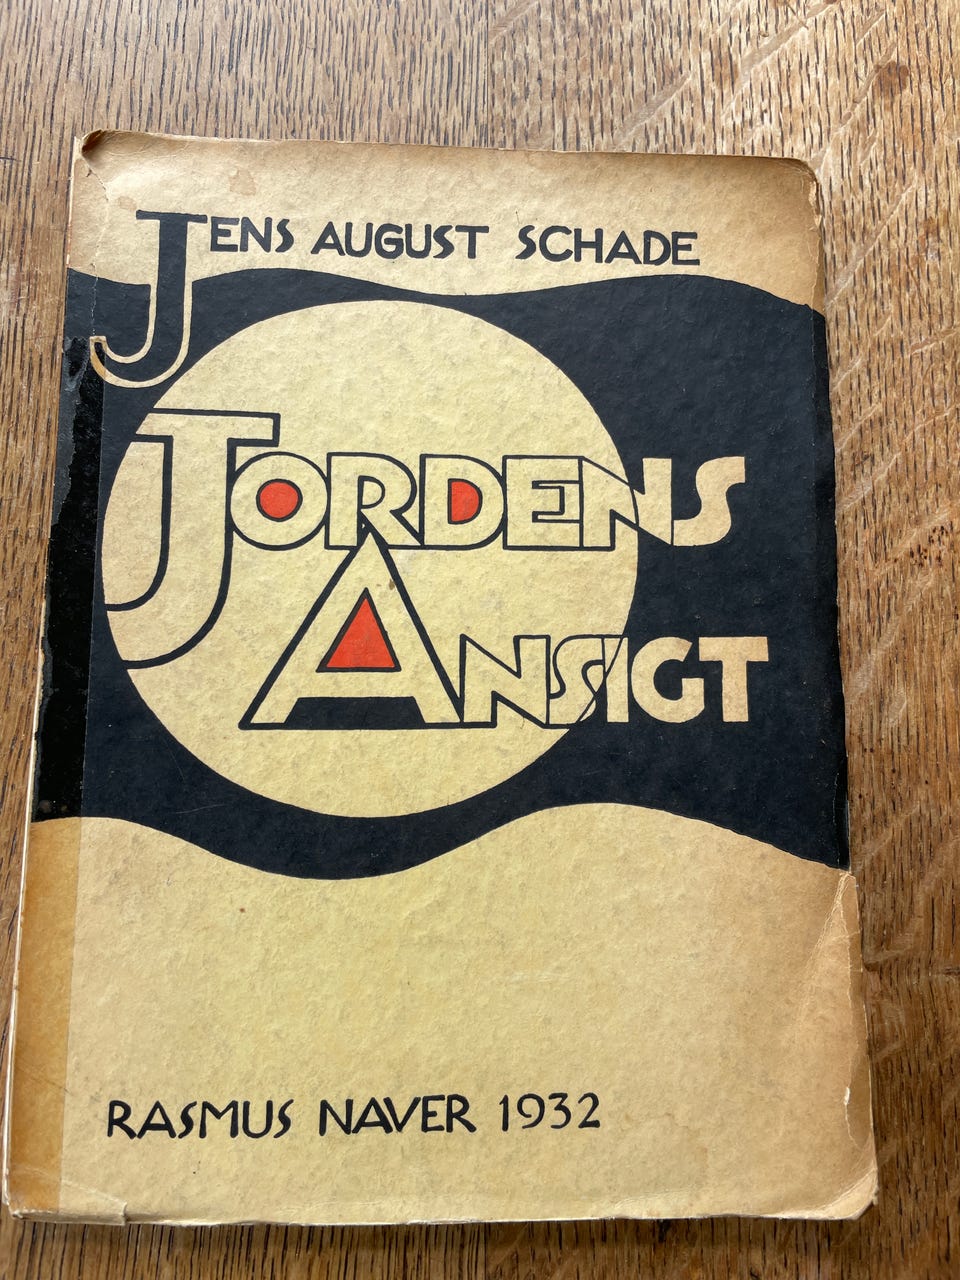 JENS AUGUST SCHADE
JORDENS
ANSIGT
RASMUS NAVER 1932